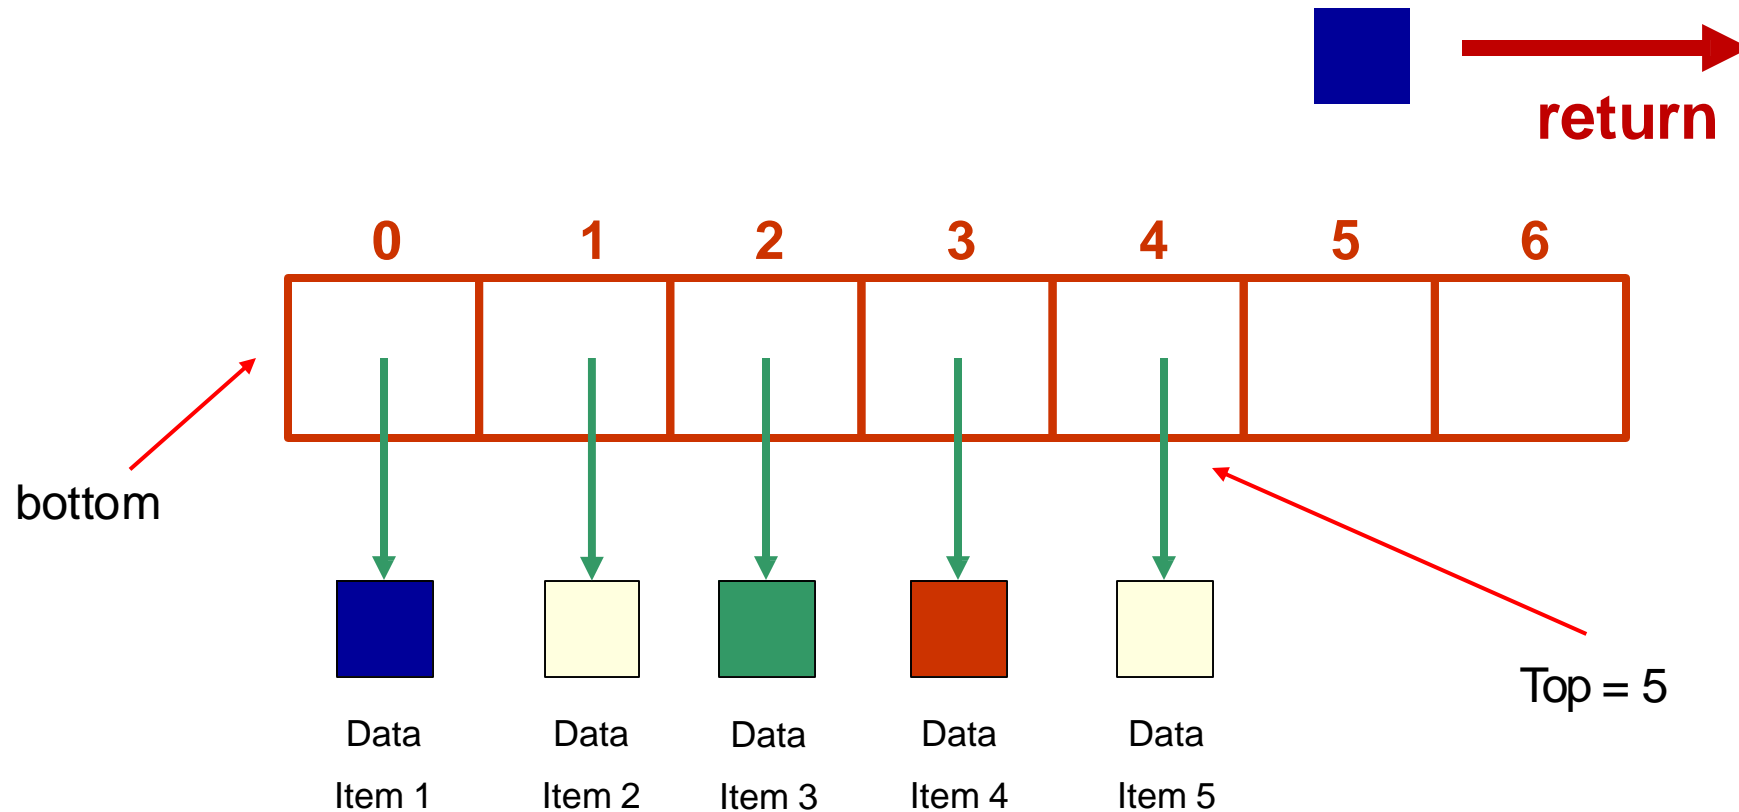 return
0 1 2 3 4 5 6
bottom
Top = 5
Data Data Data Data Data
Item 1 Item 2 Item 3 Item 4 Item 5